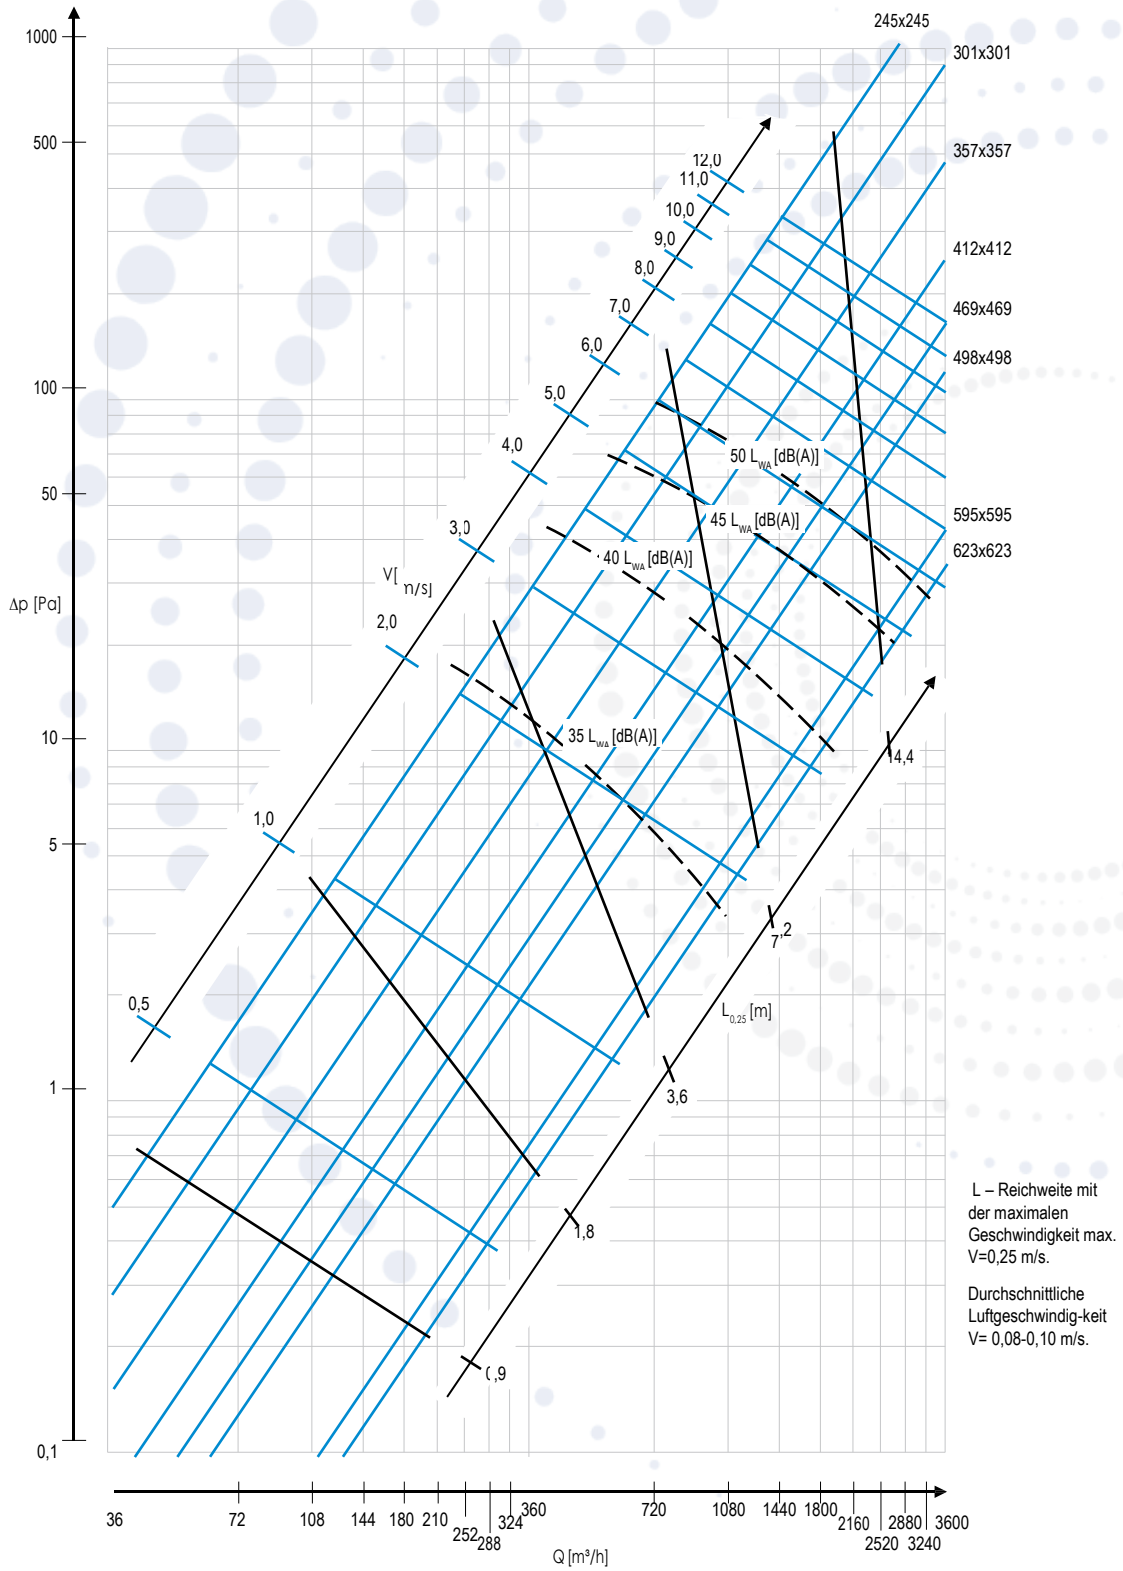 245x245
1000
301x301
500
357x357
12,0
11,0
10,0
412x412
9,0
8,0
7,0
469x469
6,0
498x498
100
5,0
4,0
50 LWA [dB(A)]
50
3,0
45 LWA [dB(A)]
595x595
40 LWA [dB(A)]
623x623
V[
m/s]
Δp [Pa]
2,0
10
35 LWA [dB(A)]
14,4
1,0
5
7,2
0,5
L0,25 [m]
1
3,6
L – Reichweite mit
der maximalen
Geschwindigkeit max.
V=0,25 m/s.
1,8
Durchschnittliche
Luftgeschwindig-keit
V= 0,08-0,10 m/s.
0,9
0,1
36
72
108
144
180
210
252
288
324
360
720
1080
1440
1800
2160
2520
2880
3240
3600
Q [m³/h]